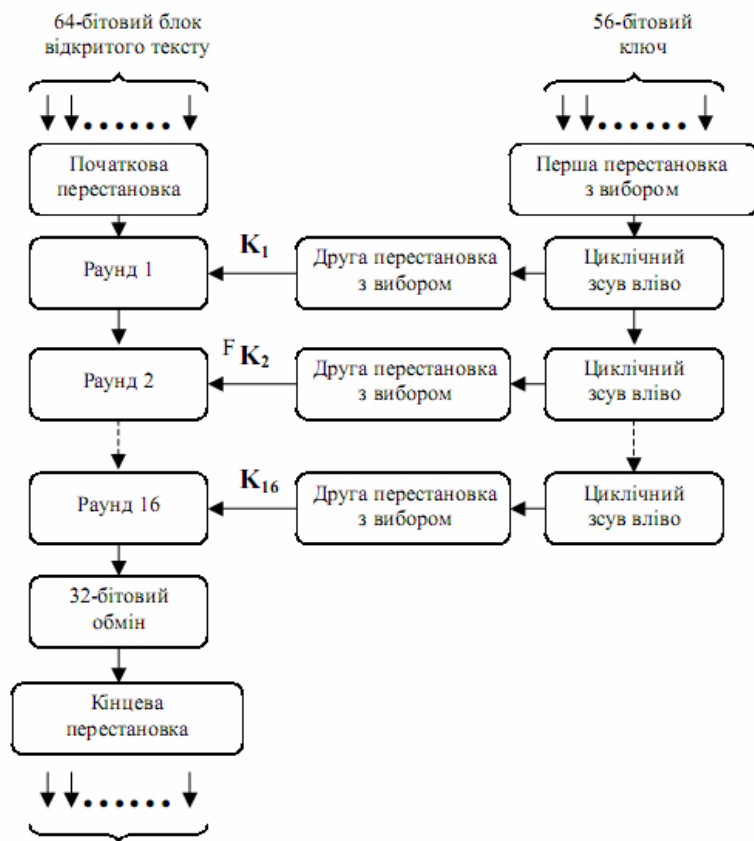 64-бітовий блок
відкритого тексту
56-бітовий
ключ
Початкова
перестановка
Перша перестановка
з вибором
Раунд 1
K1
Друга перестановка
з вибором
Циклічний
зсув вліво
Раунд 2
F K2
Друга перестановка
з вибором
Циклічний
зсув вліво
Раунд 16
K16
Друга перестановка
з вибором
Циклічний
зсув вліво
32-бітовий
обмін
Кінцева
перестановка